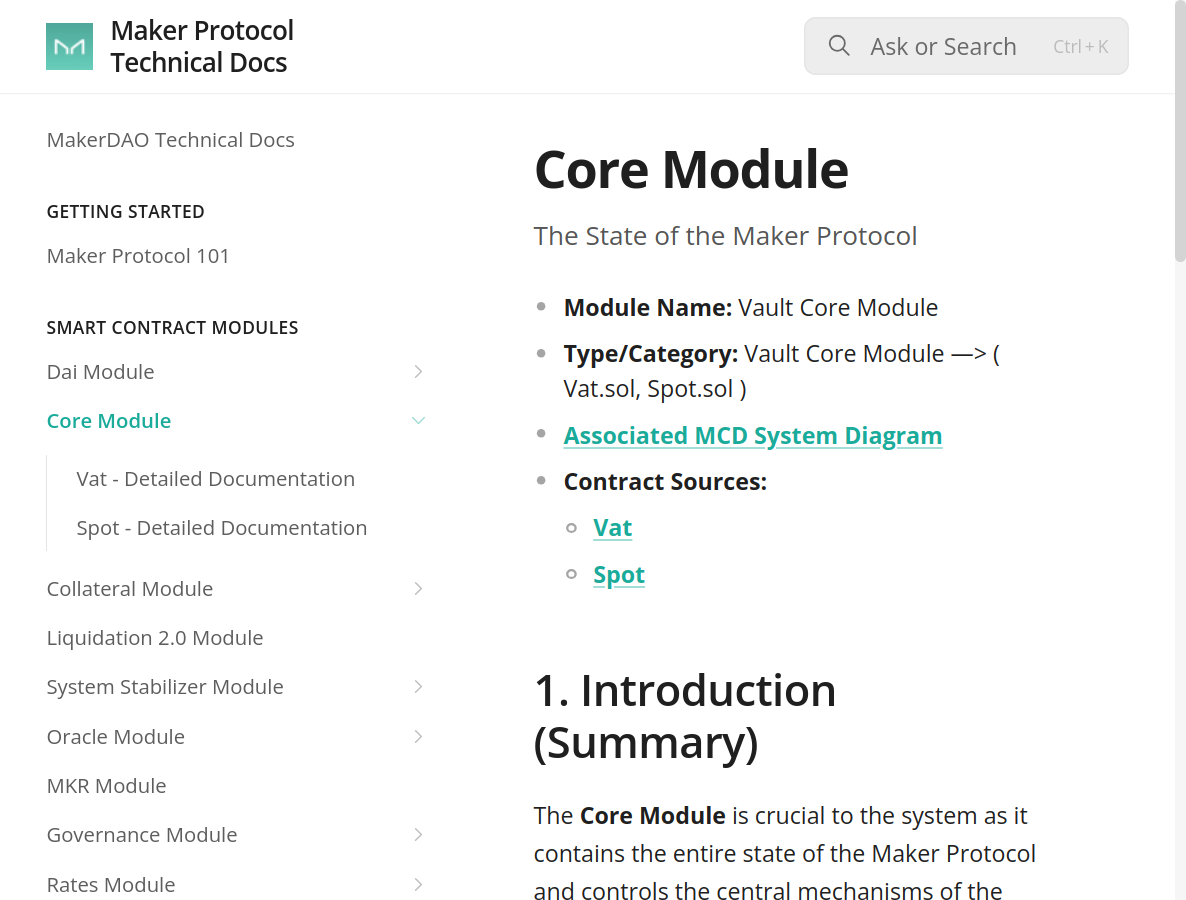 Maker Protocol
Technical Docs
Ask or Search
Ctrl + K
MakerDAO Technical Docs
GETTING STARTED
Maker Protocol 101
SMART CONTRACT MODULES
Dai Module
Core Module
Vat - Detailed Documentation
Spot - Detailed Documentation
Collateral Module
Liquidation 2.0 Module
System Stabilizer Module
Oracle Module
MKR Module
Governance Module
Rates Module
Core Module
The State of the Maker Protocol
Module Name: Vault Core Module
Type/Category: Vault Core Module —> (
Vat.sol, Spot.sol )
Associated MCD System Diagram
Contract Sources:
Vat
Spot
1. Introduction
(Summary)
The Core Module is crucial to the system as it
contains the entire state of the Maker Protocol
and controls the central mechanisms of the